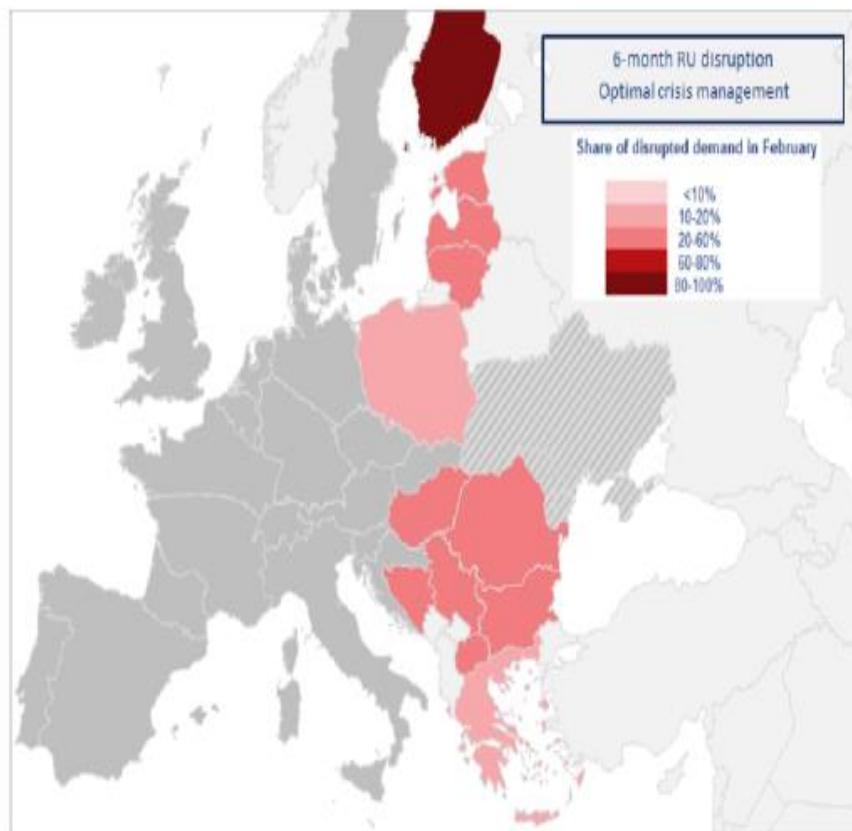 6-month RU disruption
Optimal crisis management
Share of disrupted demand in February
<10%
10-20%
20-60%
60-80%
80-100%